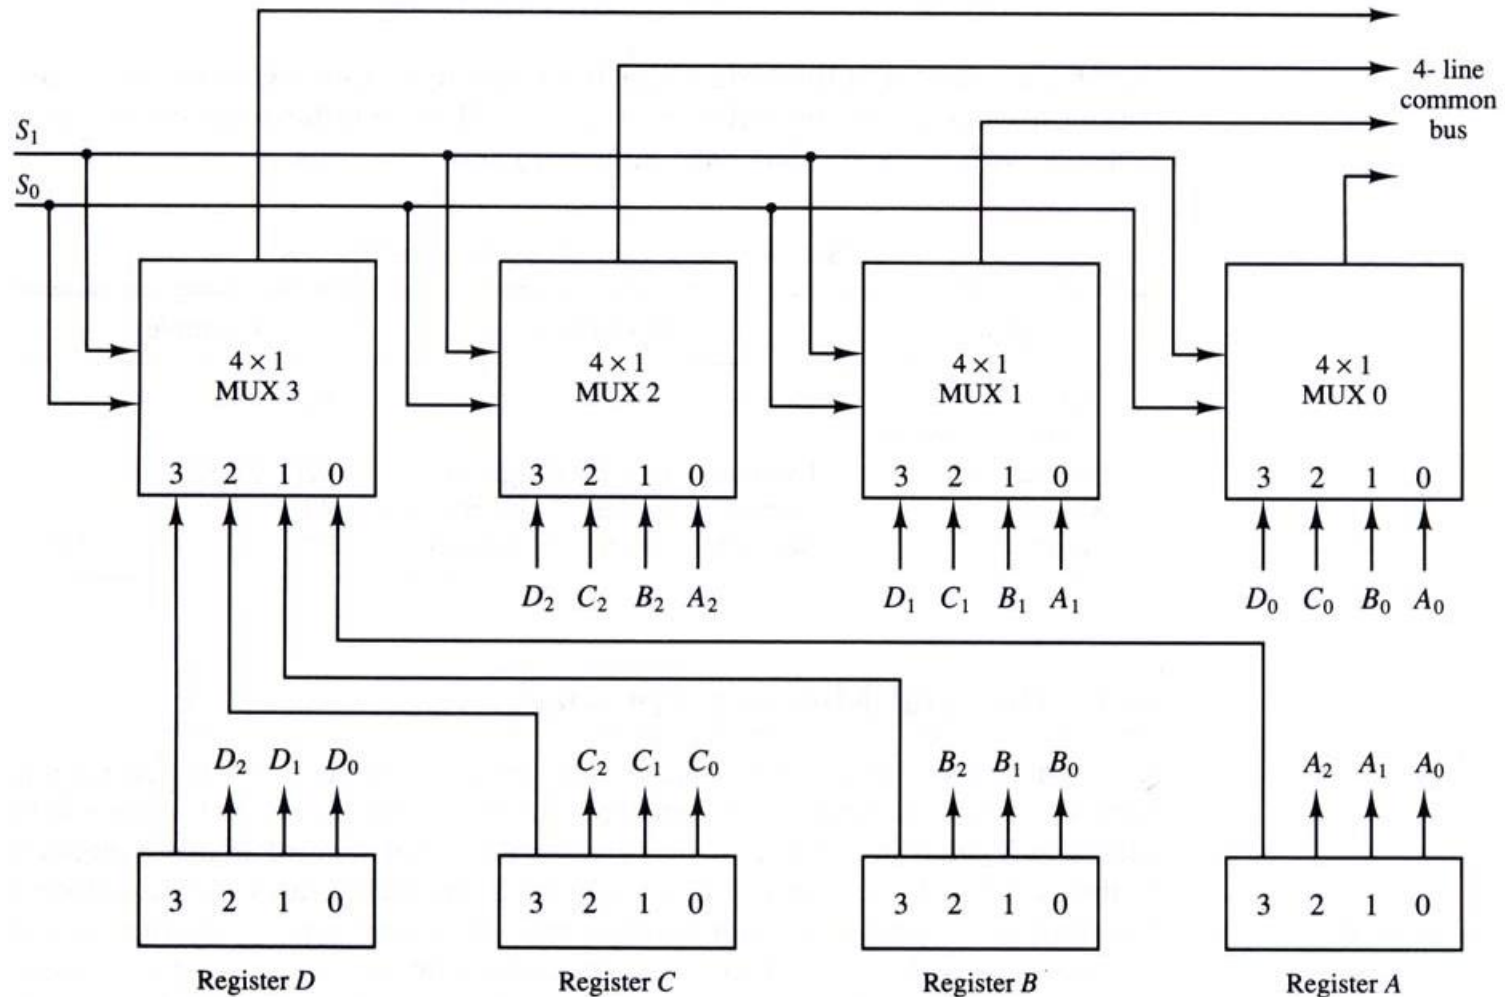 4- line
common
bus
S₁
S₀
4 × 1
MUX 3
3 2 1 0
4 × 1
MUX 2
3 2 1 0
4 × 1
MUX 1
3 2 1 0
4 × 1
MUX 0
3 2 1 0
D₂ C₂ B₂ A₂
D₁ C₁ B₁ A₁
D₀ C₀ B₀ A₀
D₂ D₁ D₀
C₂ C₁ C₀
B₂ B₁ B₀
A₂ A₁ A₀
3 2 1 0
3 2 1 0
3 2 1 0
3 2 1 0
Register D
Register C
Register B
Register A